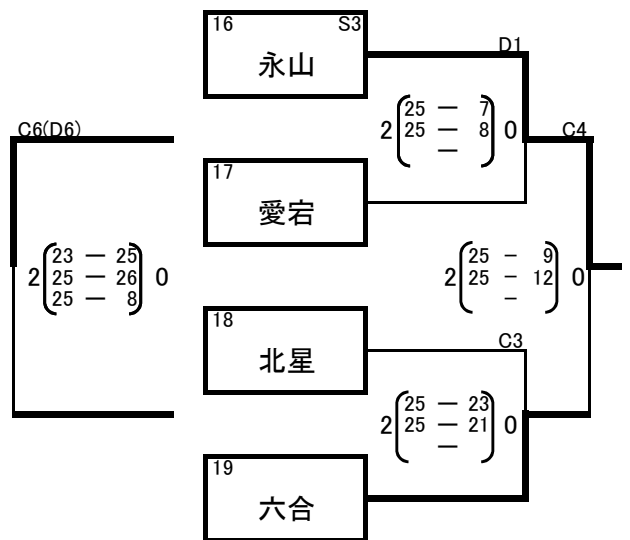 16 S3
永山
D1
2 25 — 7 0
25 — 8
—
C6(D6)
C4
17
愛宕
2 23 — 25 0
25 — 26
25 — 8
2 25 - 9 0
25 - 12
-
18
北星
C3
2 25 — 23 0
25 — 21
—
19
六合